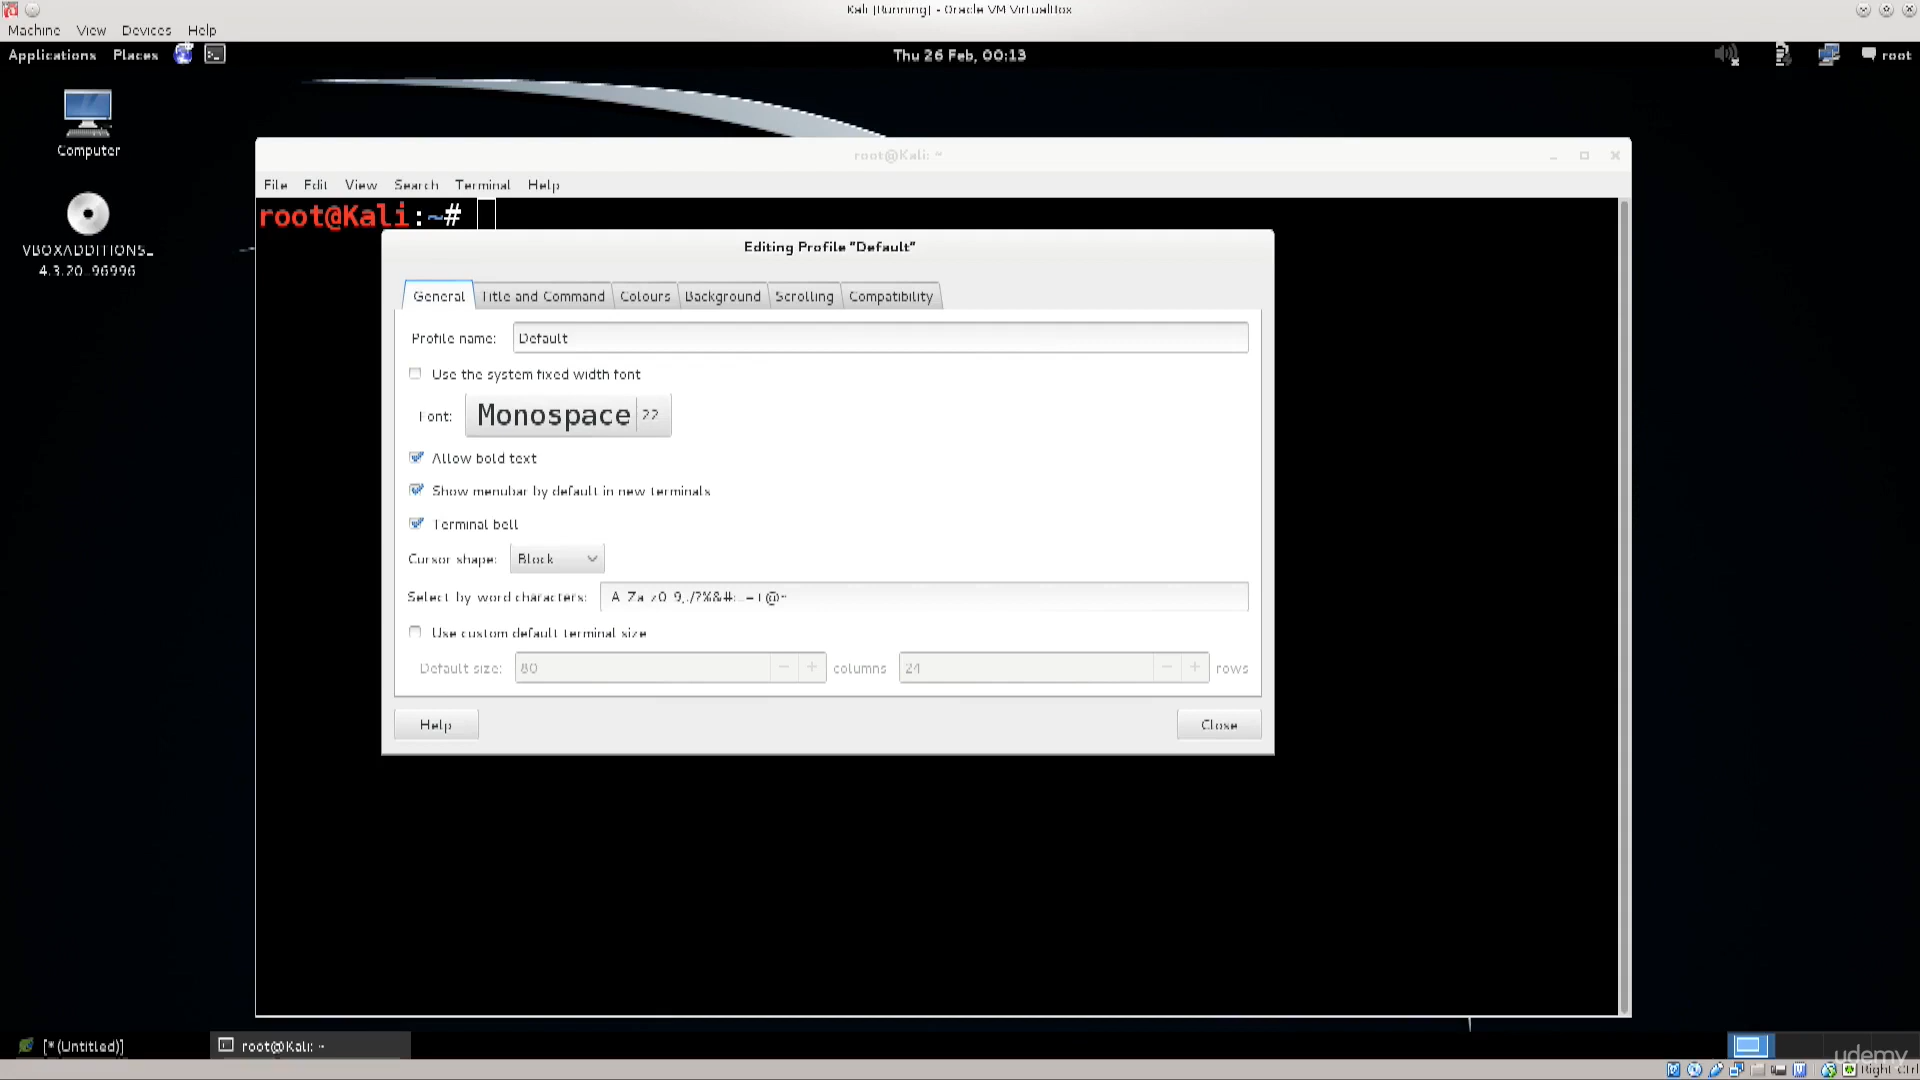 Kali [Running] - Oracle VM VirtualBox
Machine View Devices Help
Applications Places Thu 26 Feb, 00:13 root
Computer
VBOXADDITIONS_
4.3.20_96996
root@Kali: ~
File Edit View Search Terminal Help
root@Kali:~#
Editing Profile "Default"
General Title and Command Colours Background Scrolling Compatibility
Profile name: Default
Use the system fixed width font
Font: Monospace 22
Allow bold text
Show menubar by default in new terminals
Terminal bell
Cursor shape: Block
Select-by-word characters: -A-Za-z0-9,./?%&#:_=+@~
Use custom default terminal size
Default size: 80 - + columns 24 - + rows
Help Close
[*(Untitled)] root@Kali: ~
udemy
Right Ctrl